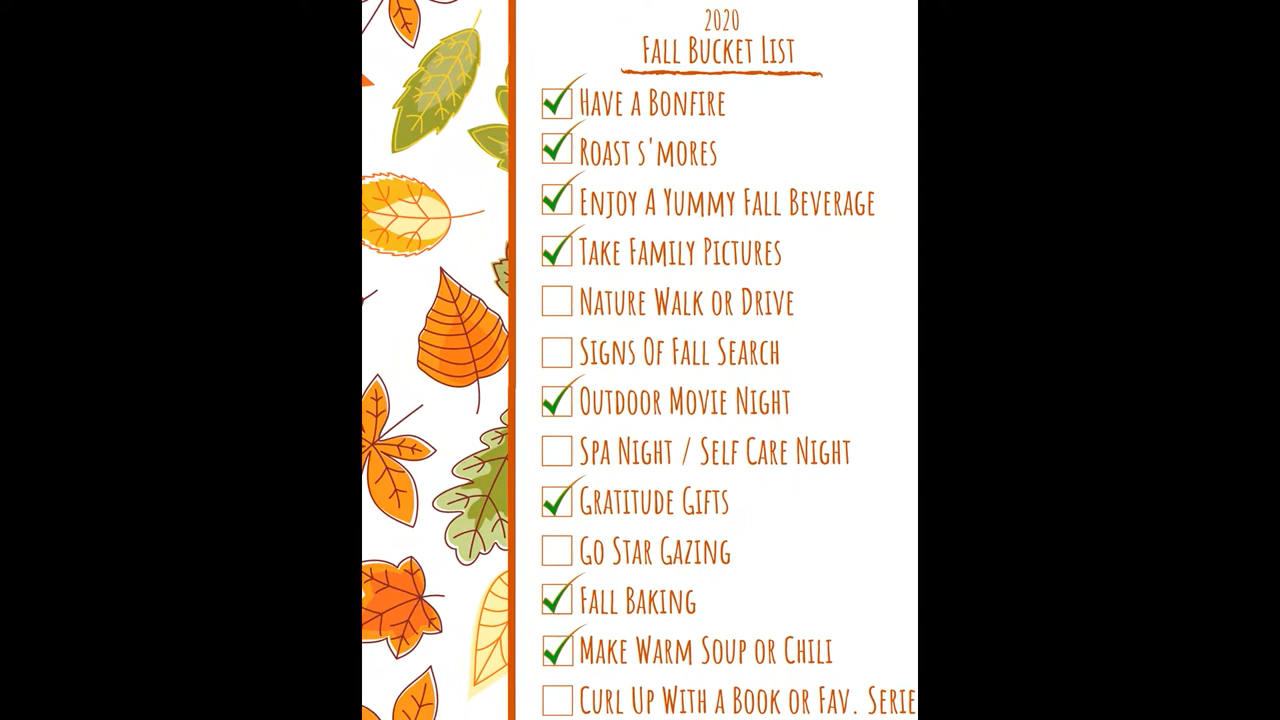 2020
Fall Bucket List
Have a Bonfire
Roast s'mores
Enjoy A Yummy Fall Beverage
Take Family Pictures
Nature Walk or Drive
Signs Of Fall Search
Outdoor Movie Night
Spa Night / Self Care Night
Gratitude Gifts
Go Star Gazing
Fall Baking
Make Warm Soup or Chili
Curl Up With a Book or Fav. Serie